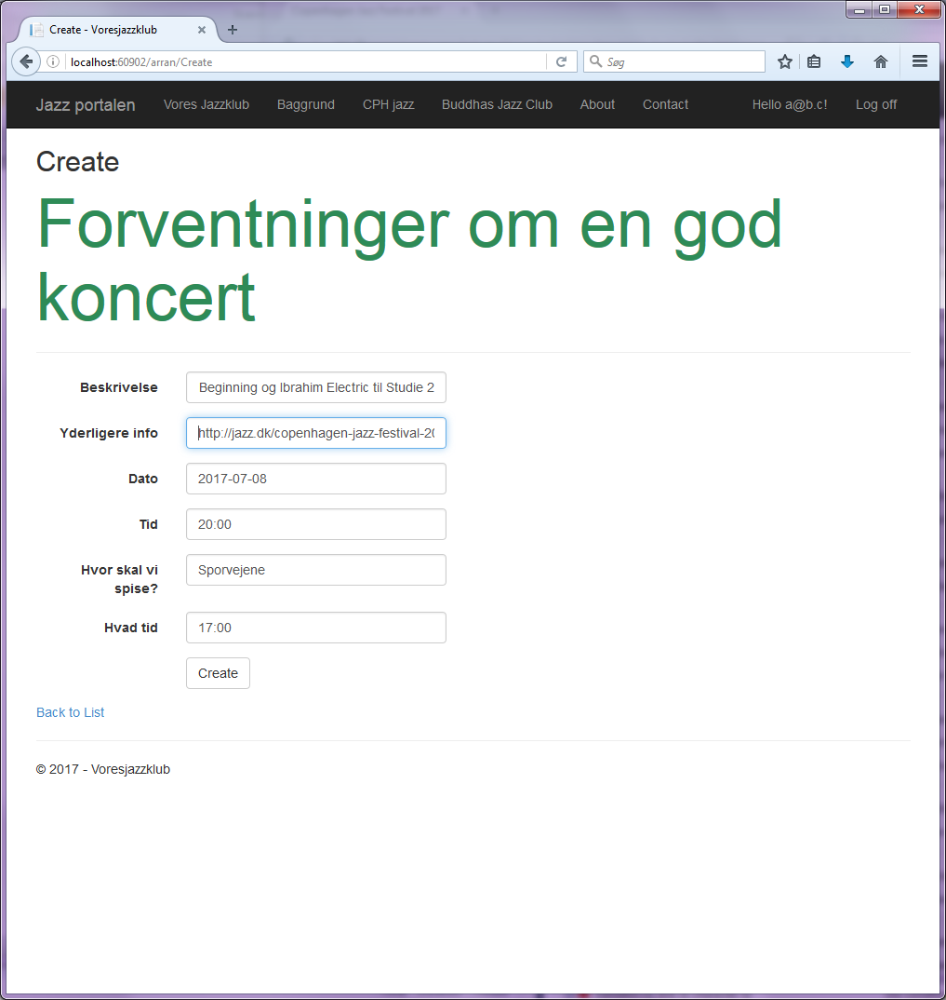 Create - Voresjazzklub
localhost:60902/arran/Create
Søg
Jazz portalen Vores Jazzklub Baggrund CPH jazz Buddhas Jazz Club About Contact Hello a@b.c! Log off
Create
Forventninger om en god
koncert
Beskrivelse Beginning og Ibrahim Electric til Studie 2
Yderligere info http://jazz.dk/copenhagen-jazz-festival-20
Dato 2017-07-08
Tid 20:00
Hvor skal vi Sporvejene
spise?
Hvad tid 17:00
Create
Back to List
© 2017 - Voresjazzklub